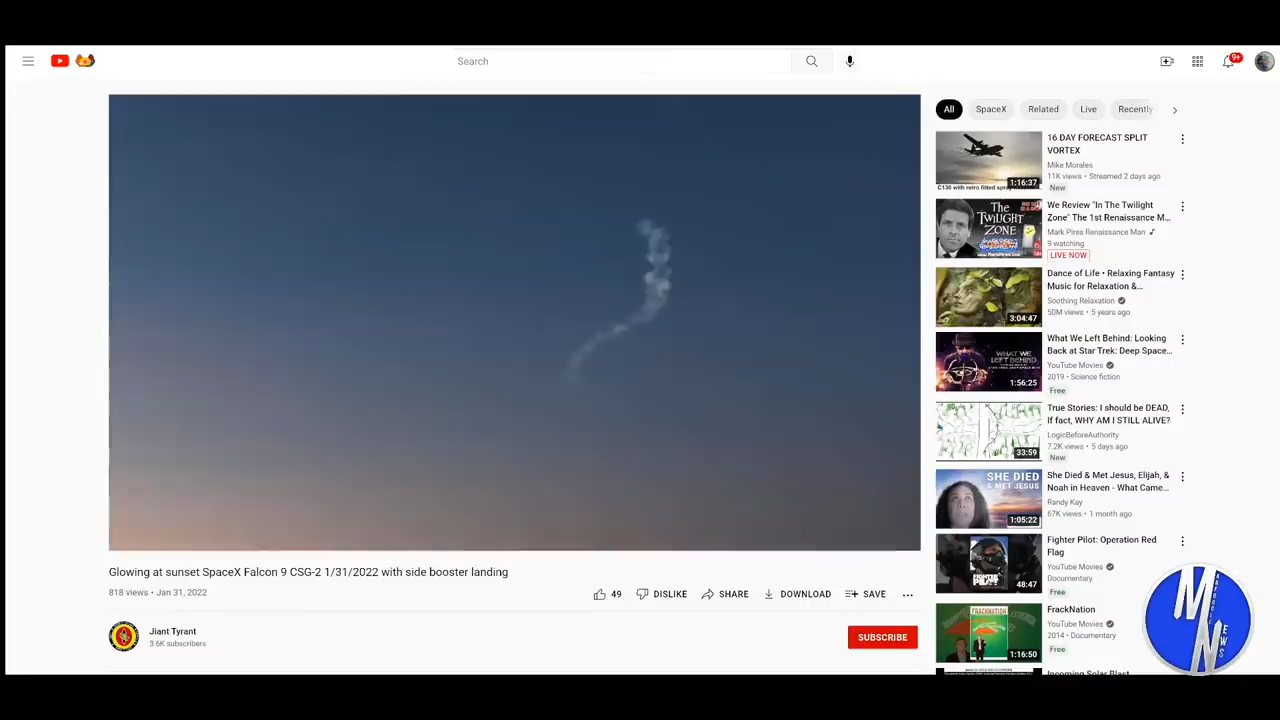 Search
9+
All
SpaceX
Related
Live
Recently
16 DAY FORECAST SPLIT
VORTEX
Mike Morales
11K views • Streamed 2 days ago
New
1:16:37
We Review "In The Twilight
Zone" The 1st Renaissance M...
Mark Pires Renaissance Man
9 watching
LIVE NOW
The
TWILIGHT
ZONE
Dance of Life • Relaxing Fantasy
Music for Relaxation &...
Soothing Relaxation
50M views • 5 years ago
3:04:47
What We Left Behind: Looking
Back at Star Trek: Deep Space...
YouTube Movies
2019 • Science fiction
Free
WHAT WE
LEFT BEHIND
1:56:25
True Stories: I should be DEAD,
If fact, WHY AM I STILL ALIVE?
LogicBeforeAuthority
7.2K views • 5 days ago
New
33:59
She Died & Met Jesus, Elijah, &
Noah in Heaven - What Came...
Randy Kay
67K views • 1 month ago
SHE DIED
& MET JESUS
1:05:22
Fighter Pilot: Operation Red
Flag
YouTube Movies
Documentary
Free
48:47
FrackNation
YouTube Movies
2014 • Documentary
Free
FRACKNATION
1:16:50
Glowing at sunset SpaceX Falcon 9 CSG-2 1/31/2022 with side booster landing
818 views • Jan 31, 2022
49
DISLIKE
SHARE
DOWNLOAD
SAVE
Jiant Tyrant
3.6K subscribers
SUBSCRIBE